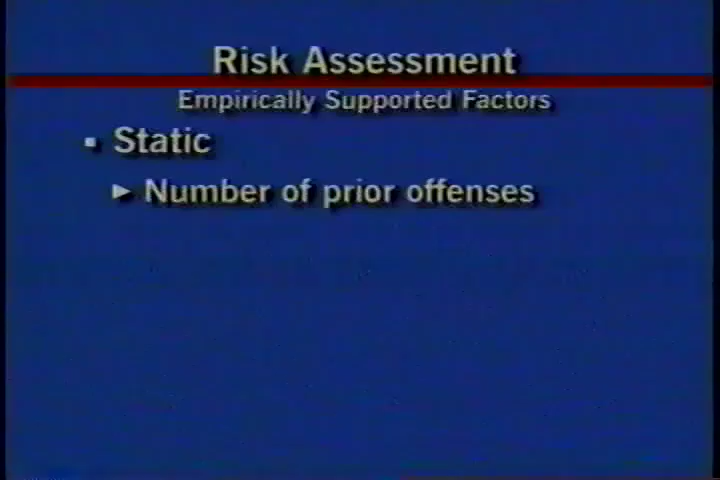 Risk Assessment
Empirically Supported Factors
▪ Static
► Number of prior offenses